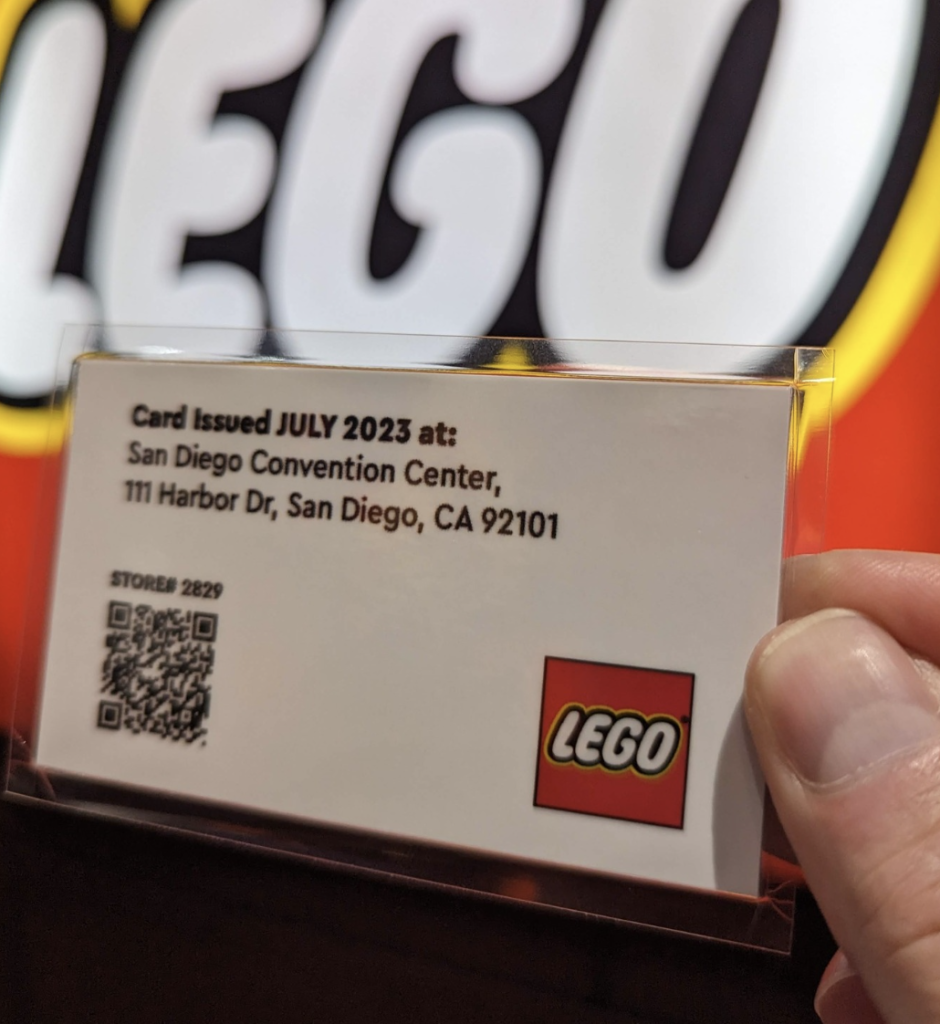 LEGO
Card Issued JULY 2023 at:
San Diego Convention Center,
111 Harbor Dr, San Diego, CA 92101
STORE# 2829
LEGO